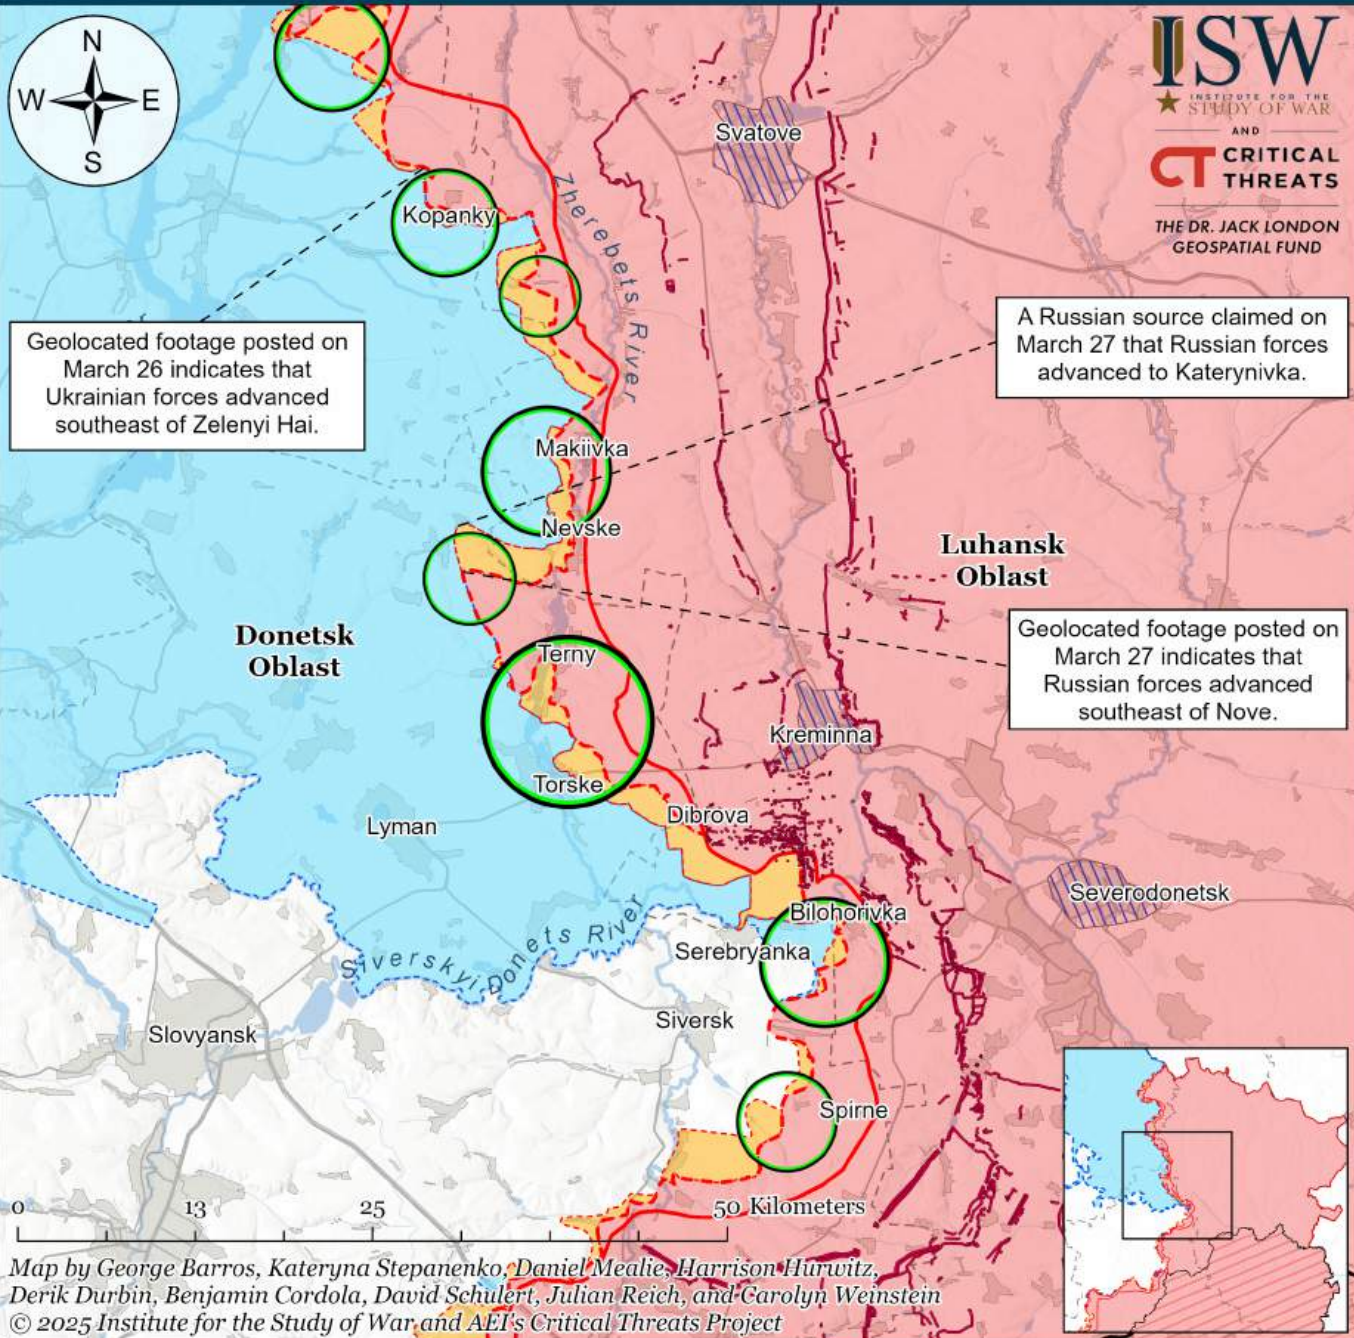 N
W
E
S
ISW
INSTITUTE FOR THE
STUDY OF WAR
AND
CT CRITICAL
THREATS
THE DR. JACK LONDON
GEOSPATIAL FUND
Svatove
Zherebets River
Kopanky
Geolocated footage posted on
March 26 indicates that
Ukrainian forces advanced
southeast of Zelenyi Hai.
A Russian source claimed on
March 27 that Russian forces
advanced to Katerynivka.
Makiivka
Nevske
Luhansk
Oblast
Donetsk
Oblast
Geolocated footage posted on
March 27 indicates that
Russian forces advanced
southeast of Nove.
Terny
Kreminna
Torske
Dibrova
Lyman
Severodonetsk
Bilohorivka
Serebryanka
Siverskyi Donets River
Siversk
Slovyansk
Spirne
0 13 25 50 Kilometers
Map by George Barros, Kateryna Stepanenko, Daniel Mealie, Harrison Hurwitz,
Derik Durbin, Benjamin Cordola, David Schulert, Julian Reich, and Carolyn Weinstein
© 2025 Institute for the Study of War and AEI's Critical Threats Project